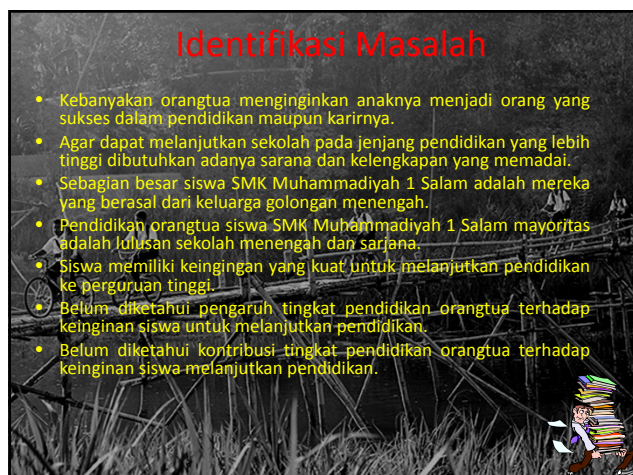 Identifikasi Masalah
• Kebanyakan orangtua menginginkan anaknya menjadi orang yang
sukses dalam pendidikan maupun karirnya.
• Agar dapat melanjutkan sekolah pada jenjang pendidikan yang lebih
tinggi dibutuhkan adanya sarana dan kelengkapan yang memadai.
• Sebagian besar siswa SMK Muhammadiyah 1 Salam adalah mereka
yang berasal dari keluarga golongan menengah.
• Pendidikan orangtua siswa SMK Muhammadiyah 1 Salam mayoritas
adalah lulusan sekolah menengah dan sarjana.
• Siswa memiliki keingingan yang kuat untuk melanjutkan pendidikan
ke perguruan tinggi.
• Belum diketahui pengaruh tingkat pendidikan orangtua terhadap
keinginan siswa untuk melanjutkan pendidikan.
• Belum diketahui kontribusi tingkat pendidikan orangtua terhadap
keinginan siswa melanjutkan pendidikan.